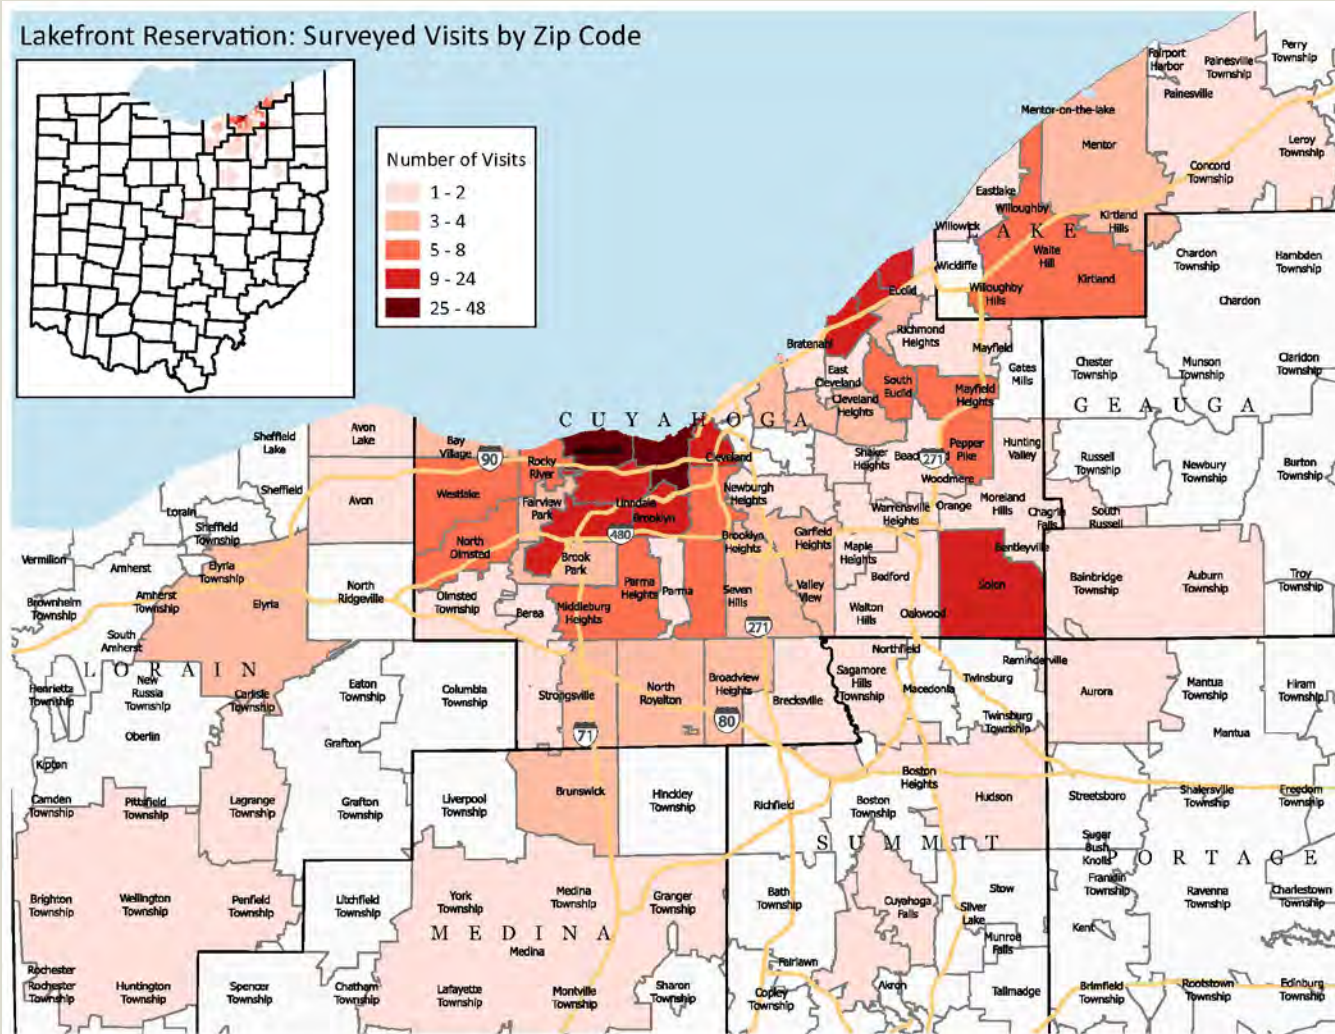 Lakefront Reservation: Surveyed Visits by Zip Code
Number of Visits
1 - 2
3 - 4
5 - 8
9 - 24
25 - 48
Fairport
Harbor
Painesville
Township
Perry
Township
Painesville
Mentor-on-the-lake
Mentor
Leroy
Township
Concord
Township
Eastlake
Willoughby
Kirtland
Hills
Willowick
L A K E
Waite
Hill
Wickliffe
Kirtland
Willoughby
Hills
Chardon
Township
Hambden
Township
Chardon
Euclid
Richmond
Heights
Bratenahl
Mayfield
East
Cleveland
Gates
Mills
Chester
Township
Munson
Township
Claridon
Township
South
Euclid
Cleveland
Heights
Mayfield
Heights
G E A U G A
C U Y A H O G A
Sheffield
Lake
Avon
Lake
Bay
Village
90
Rocky
River
Cleveland
Shaker
Heights
271
Pepper
Pike
Hunting
Valley
Russell
Township
Newbury
Township
Burton
Township
Woodmere
Sheffield
Avon
Westlake
Fairview
Park
Linndale
Brooklyn
Newburgh
Heights
Warrensville
Heights
Orange
Moreland
Hills
Chagrin
Falls
South
Russell
Lorain
Sheffield
Township
480
North
Olmsted
Brook
Park
Brooklyn
Heights
Garfield
Heights
Maple
Heights
Bentleyville
Vermilion
Amherst
Elyria
Township
North
Ridgeville
Olmsted
Township
Parma
Heights
Parma
Seven
Hills
Valley
View
Bedford
Solon
Bainbridge
Township
Auburn
Township
Troy
Township
Brownhelm
Township
Amherst
Township
Elyria
Berea
Middleburg
Heights
271
Walton
Hills
Oakwood
South
Amherst
L O R A I N
Northfield
Reminderville
Henrietta
Township
New
Russia
Township
Carlisle
Township
Eaton
Township
Columbia
Township
Strongsville
North
Royalton
Broadview
Heights
Brecksville
Sagamore
Hills
Township
Macedonia
Twinsburg
Twinsburg
Township
Aurora
Mantua
Township
Hiram
Township
Oberlin
Grafton
71
80
Mantua
Kipton
Camden
Township
Pittsfield
Township
Lagrange
Township
Grafton
Township
Liverpool
Township
Brunswick
Hinckley
Township
Richfield
Boston
Heights
Boston
Township
Hudson
Streetsboro
Shalersville
Township
Freedom
Township
S U M M I T
Sugar
Bush
Knolls
P O R T A G E
Brighton
Township
Wellington
Township
Penfield
Township
Litchfield
Township
York
Township
Medina
Township
Granger
Township
Bath
Township
Cuyahoga
Falls
Stow
Franklin
Township
Ravenna
Township
Charlestown
Township
Silver
Lake
M E D I N A
Medina
Munroe
Falls
Kent
Fairlawn
Rochester
Rochester
Township
Huntington
Township
Spencer
Township
Chatham
Township
Lafayette
Township
Montville
Township
Sharon
Township
Copley
Township
Akron
Tallmadge
Brimfield
Township
Rootstown
Township
Edinburg
Township